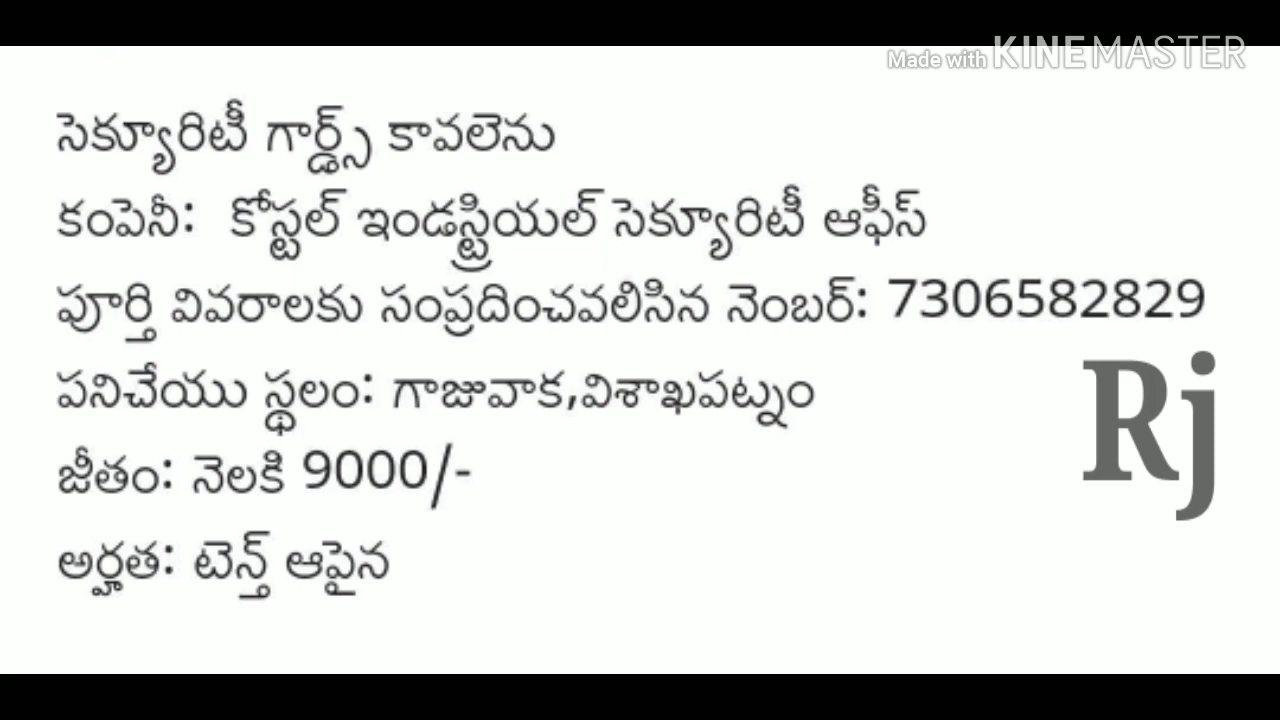 Made with KINEMASTER
సెక్యూరిటీ గార్డ్స్ కావలెను
కంపెనీ: కోస్టల్ ఇండస్ట్రియల్ సెక్యూరిటీ ఆఫీస్
పూర్తి వివరాలకు సంప్రదించవలిసిన నెంబర్: 7306582829
పనిచేయు స్థలం: గాజువాక,విశాఖపట్నం
Rj
జీతం: నెలకి 9000/-
అర్హత: టెన్త్ ఆపైన